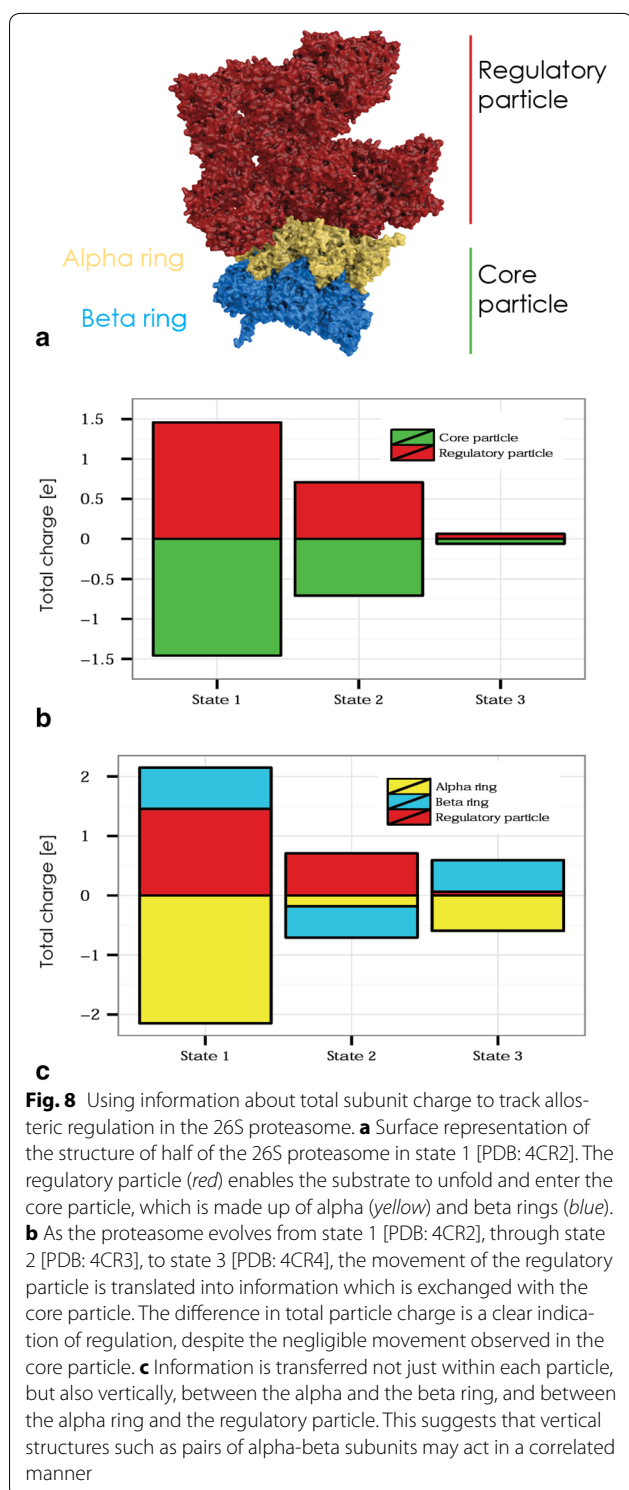 Regulatory
particle
Alpha ring
Beta ring
Core
particle
a
1.5
1
0.5
0
−0.5
−1
−1.5
Total charge [e]
Core particle
Regulatory particle
State 1
State 2
State 3
b
2
1
0
−1
−2
Total charge [e]
Alpha ring
Beta ring
Regulatory particle
State 1
State 2
State 3
c
Fig. 8 Using information about total subunit charge to track allos-
teric regulation in the 26S proteasome. a Surface representation of
the structure of half of the 26S proteasome in state 1 [PDB: 4CR2]. The
regulatory particle (red) enables the substrate to unfold and enter the
core particle, which is made up of alpha (yellow) and beta rings (blue).
b As the proteasome evolves from state 1 [PDB: 4CR2], through state
2 [PDB: 4CR3], to state 3 [PDB: 4CR4], the movement of the regulatory
particle is translated into information which is exchanged with the
core particle. The difference in total particle charge is a clear indica-
tion of regulation, despite the negligible movement observed in the
core particle. c Information is transferred not just within each particle,
but also vertically, between the alpha and the beta ring, and between
the alpha ring and the regulatory particle. This suggests that vertical
structures such as pairs of alpha-beta subunits may act in a correlated
manner